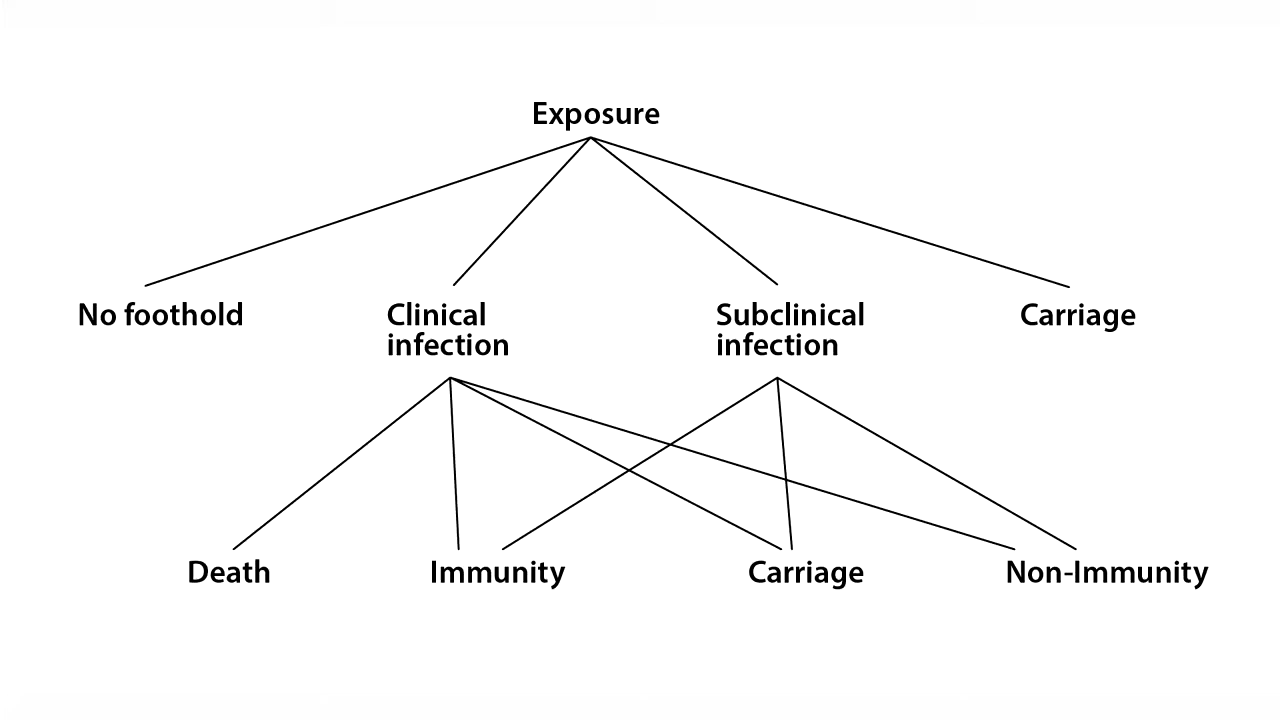 Exposure
No foothold
Clinical
infection
Subclinical
infection
Carriage
Death
Immunity
Carriage
Non-Immunity